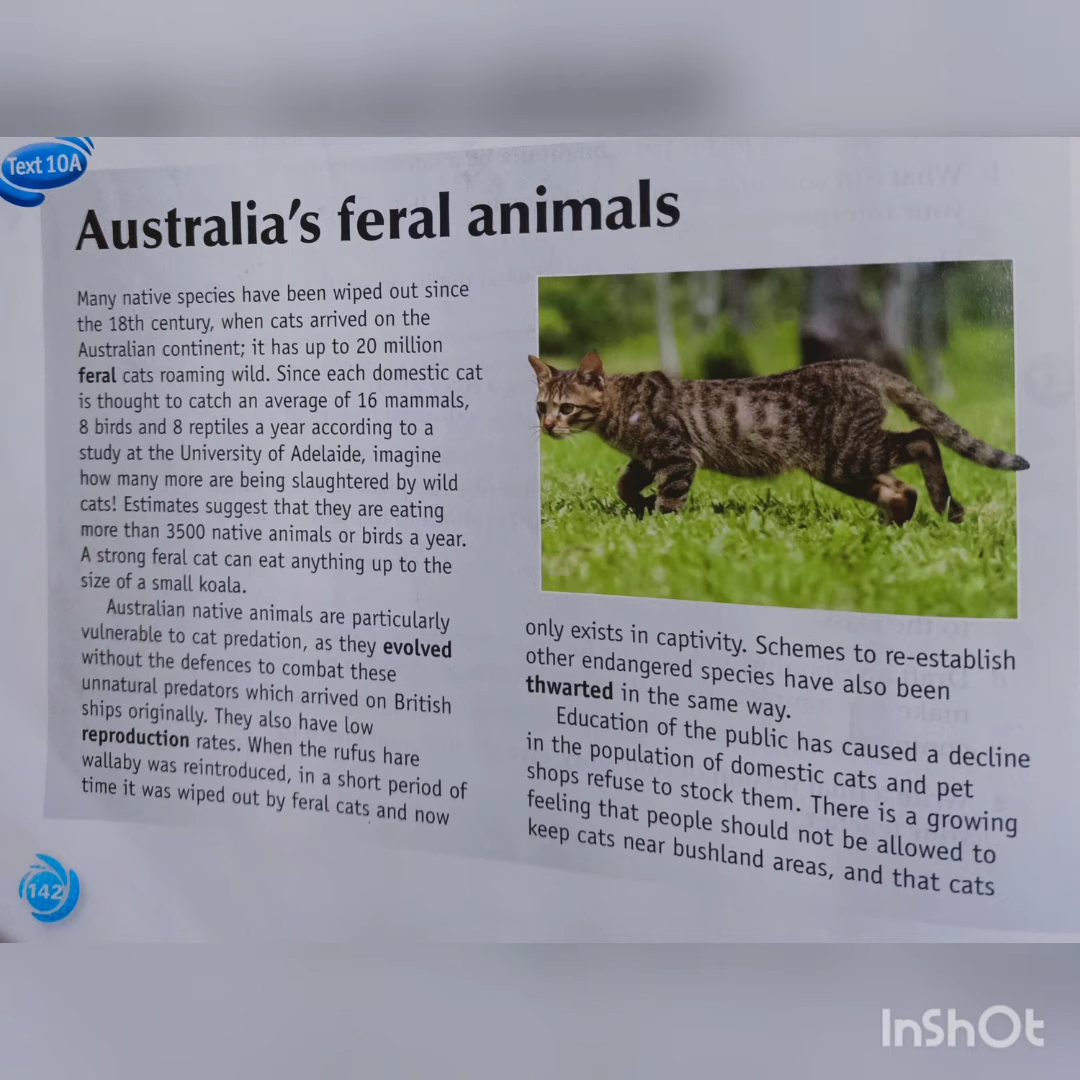 Text 10A
Australia's feral animals
Many native species have been wiped out since
the 18th century, when cats arrived on the
Australian continent; it has up to 20 million
feral cats roaming wild. Since each domestic cat
is thought to catch an average of 16 mammals,
8 birds and 8 reptiles a year according to a
study at the University of Adelaide, imagine
how many more are being slaughtered by wild
cats! Estimates suggest that they are eating
more than 3500 native animals or birds a year.
A strong feral cat can eat anything up to the
size of a small koala.
Australian native animals are particularly
vulnerable to cat predation, as they evolved
without the defences to combat these
unnatural predators which arrived on British
ships originally. They also have low
reproduction rates. When the rufus hare
wallaby was reintroduced, in a short period of
time it was wiped out by feral cats and now
only exists in captivity. Schemes to re-establish
other endangered species have also been
thwarted in the same way.
Education of the public has caused a decline
in the population of domestic cats and pet
shops refuse to stock them. There is a growing
feeling that people should not be allowed to
keep cats near bushland areas, and that cats
142
InShOt